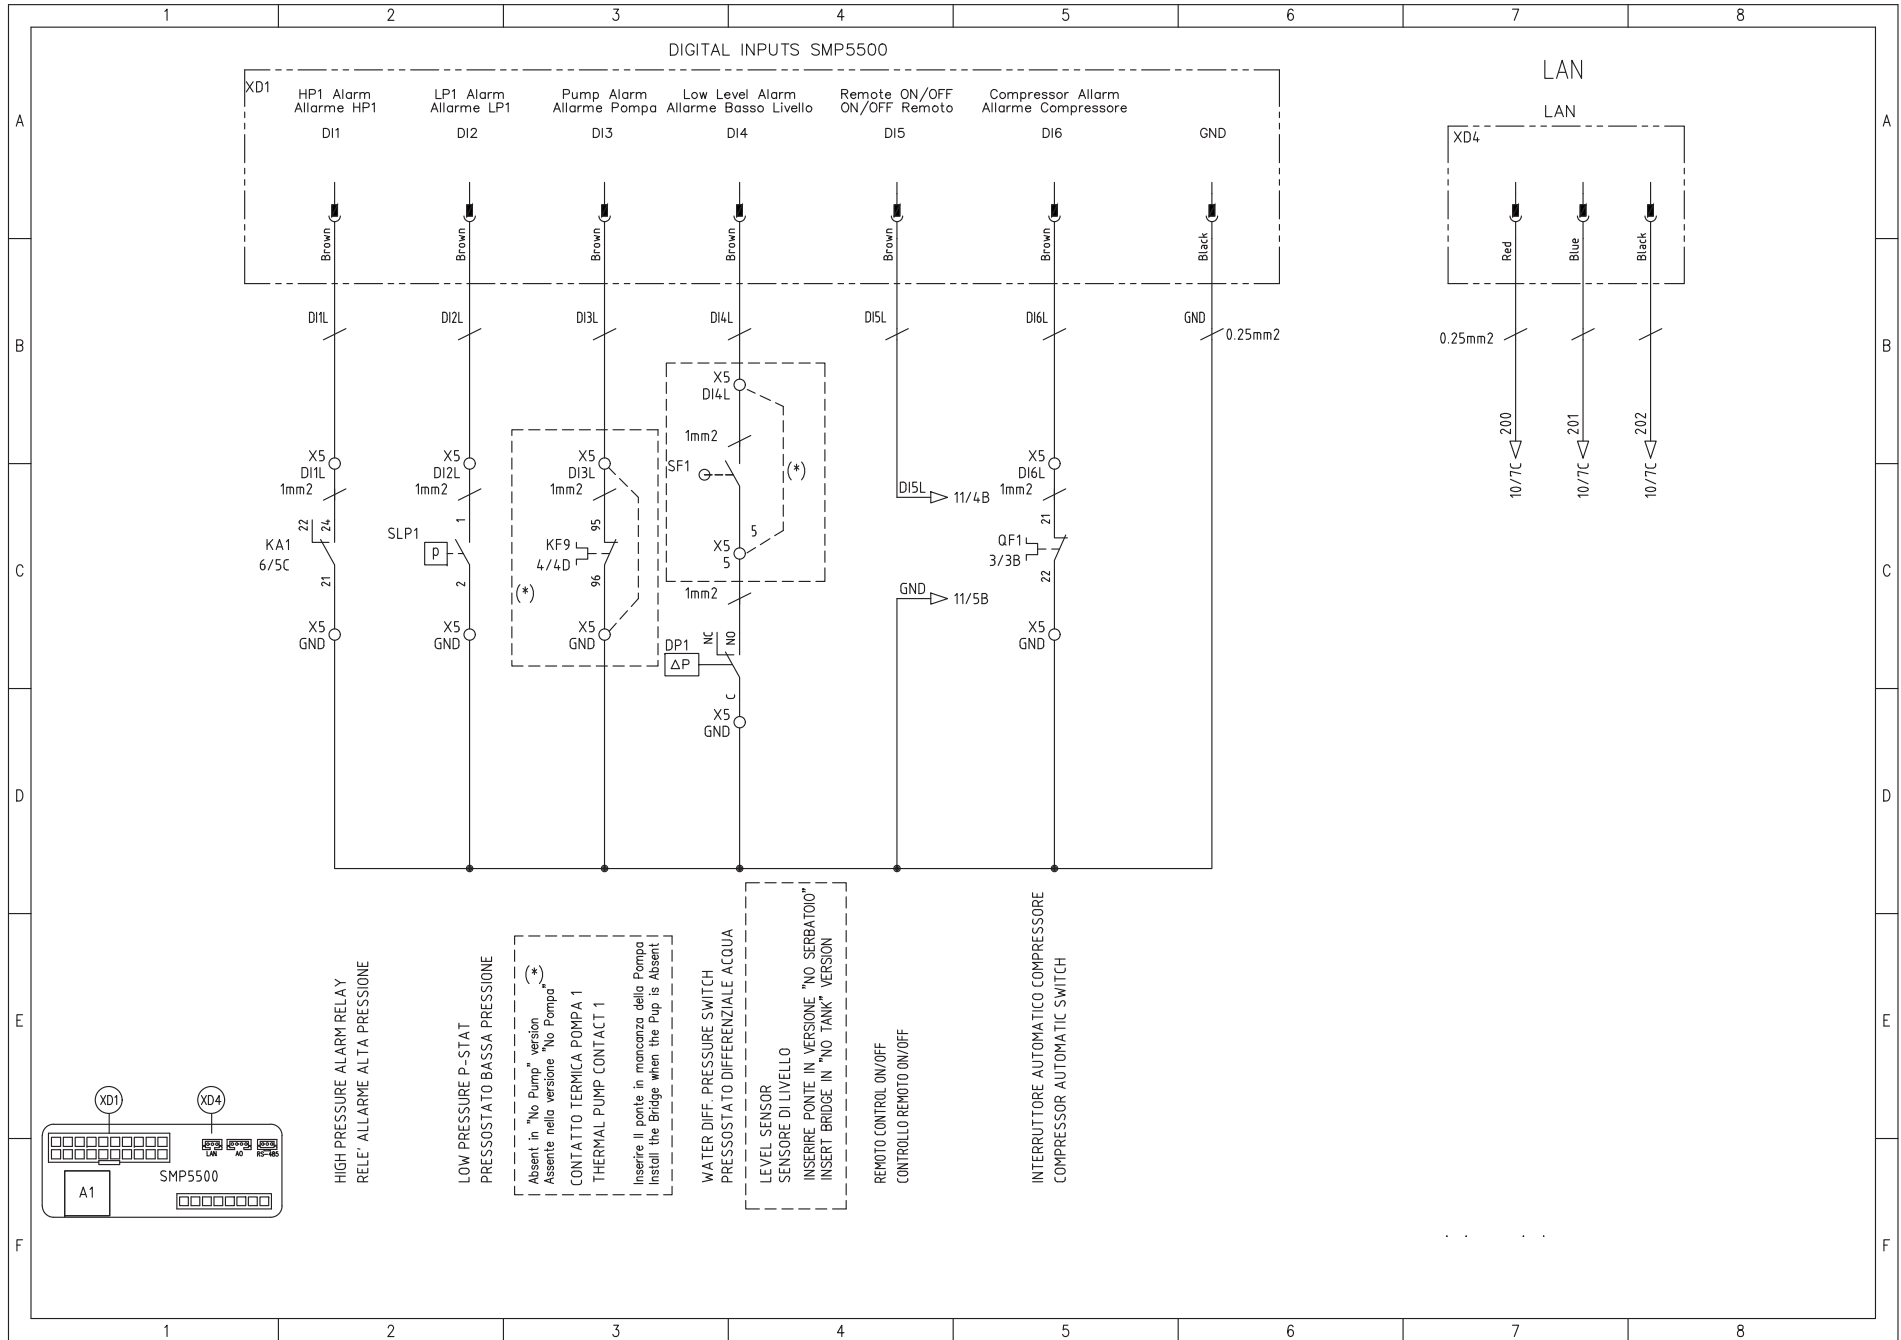 1 2 3 4 5 6 7 8
DIGITAL INPUTS SMP5500
LAN
XD1
HP1 Alarm
Allarme HP1
DI1
LP1 Alarm
Allarme LP1
DI2
Pump Alarm
Allarme Pompa
DI3
Low Level Alarm
Allarme Basso Livello
DI4
Remote ON/OFF
ON/OFF Remoto
DI5
Compressor Allarm
Allarme Compressore
DI6
GND
LAN
XD4
A
A
Brown
Brown
Brown
Brown
Brown
Brown
Black
Red
Blue
Black
DI1L
DI2L
DI3L
DI4L
DI5L
DI6L
GND
0.25mm2
0.25mm2
B
B
X5
DI4L
1mm2
SF1
(*)
5
X5
5
1mm2
200
201
202
10/7C
10/7C
10/7C
X5
DI1L
1mm2
22
24
KA1
6/5C
21
X5
GND
X5
DI2L
1mm2
1
SLP1
P
2
X5
GND
X5
DI3L
1mm2
95
KF9
4/4D
96
(*)
X5
GND
NC
NO
DP1
ΔP
C
X5
GND
DI5L
11/4B
GND
11/5B
X5
DI6L
1mm2
21
QF1
3/3B
22
X5
GND
C
C
D
D
HIGH PRESSURE ALARM RELAY
RELE' ALLARME ALTA PRESSIONE
LOW PRESSURE P-STAT
PRESSOSTATO BASSA PRESSIONE
(*)
Absent in "No Pump" version
Assente nella versione "No Pompa"
CONTATTO TERMICA POMPA 1
THERMAL PUMP CONTACT 1
Inserire Il ponte in mancanza della Pompa
Install the Bridge when the Pup is Absent
WATER DIFF. PRESSURE SWITCH
PRESSOSTATO DIFFERENZIALE ACQUA
LEVEL SENSOR
SENSORE DI LIVELLO
INSERIRE PONTE IN VERSIONE "NO SERBATOIO"
INSERT BRIDGE IN "NO TANK" VERSION
REMOTO CONTROL ON/OFF
CONTROLLO REMOTO ON/OFF
INTERRUTTORE AUTOMATICO COMPRESSORE
COMPRESSOR AUTOMATIC SWITCH
E
E
XD1
XD4
LAN
AO
RS-485
SMP5500
A1
F
F
1 2 3 4 5 6 7 8